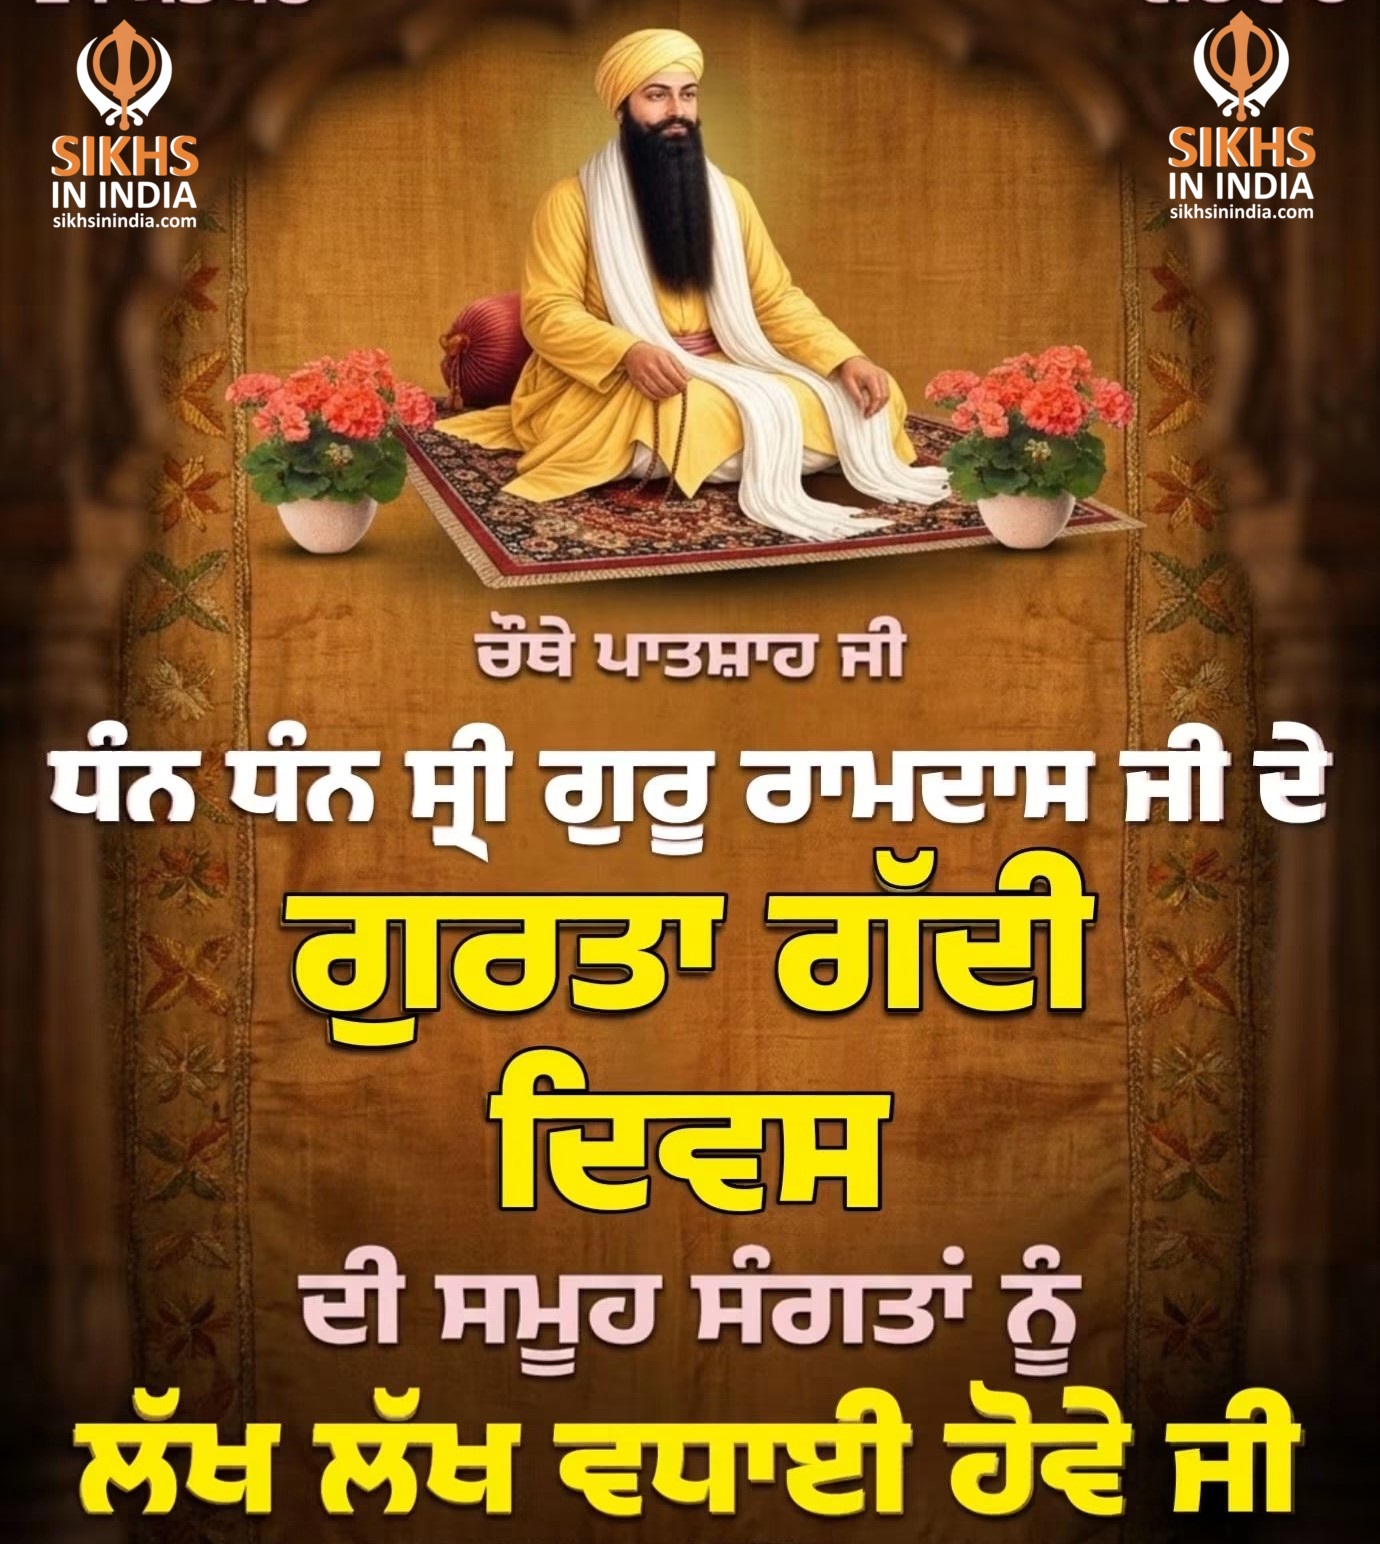 SIKHS
IN INDIA
sikhsinindia.com
SIKHS
IN INDIA
sikhsinindia.com
ਚੌਥੇ ਪਾਤਸ਼ਾਹ ਜੀ
ਧੰਨ ਧੰਨ ਸ੍ਰੀ ਗੁਰੂ ਰਾਮਦਾਸ ਜੀ ਦੇ
ਗੁਰਤਾ ਗੱਦੀ
ਦਿਵਸ
ਦੀ ਸਮੂਹ ਸੰਗਤਾਂ ਨੂੰ
ਲੱਖ ਲੱਖ ਵਧਾਈ ਹੋਵੇ ਜੀ